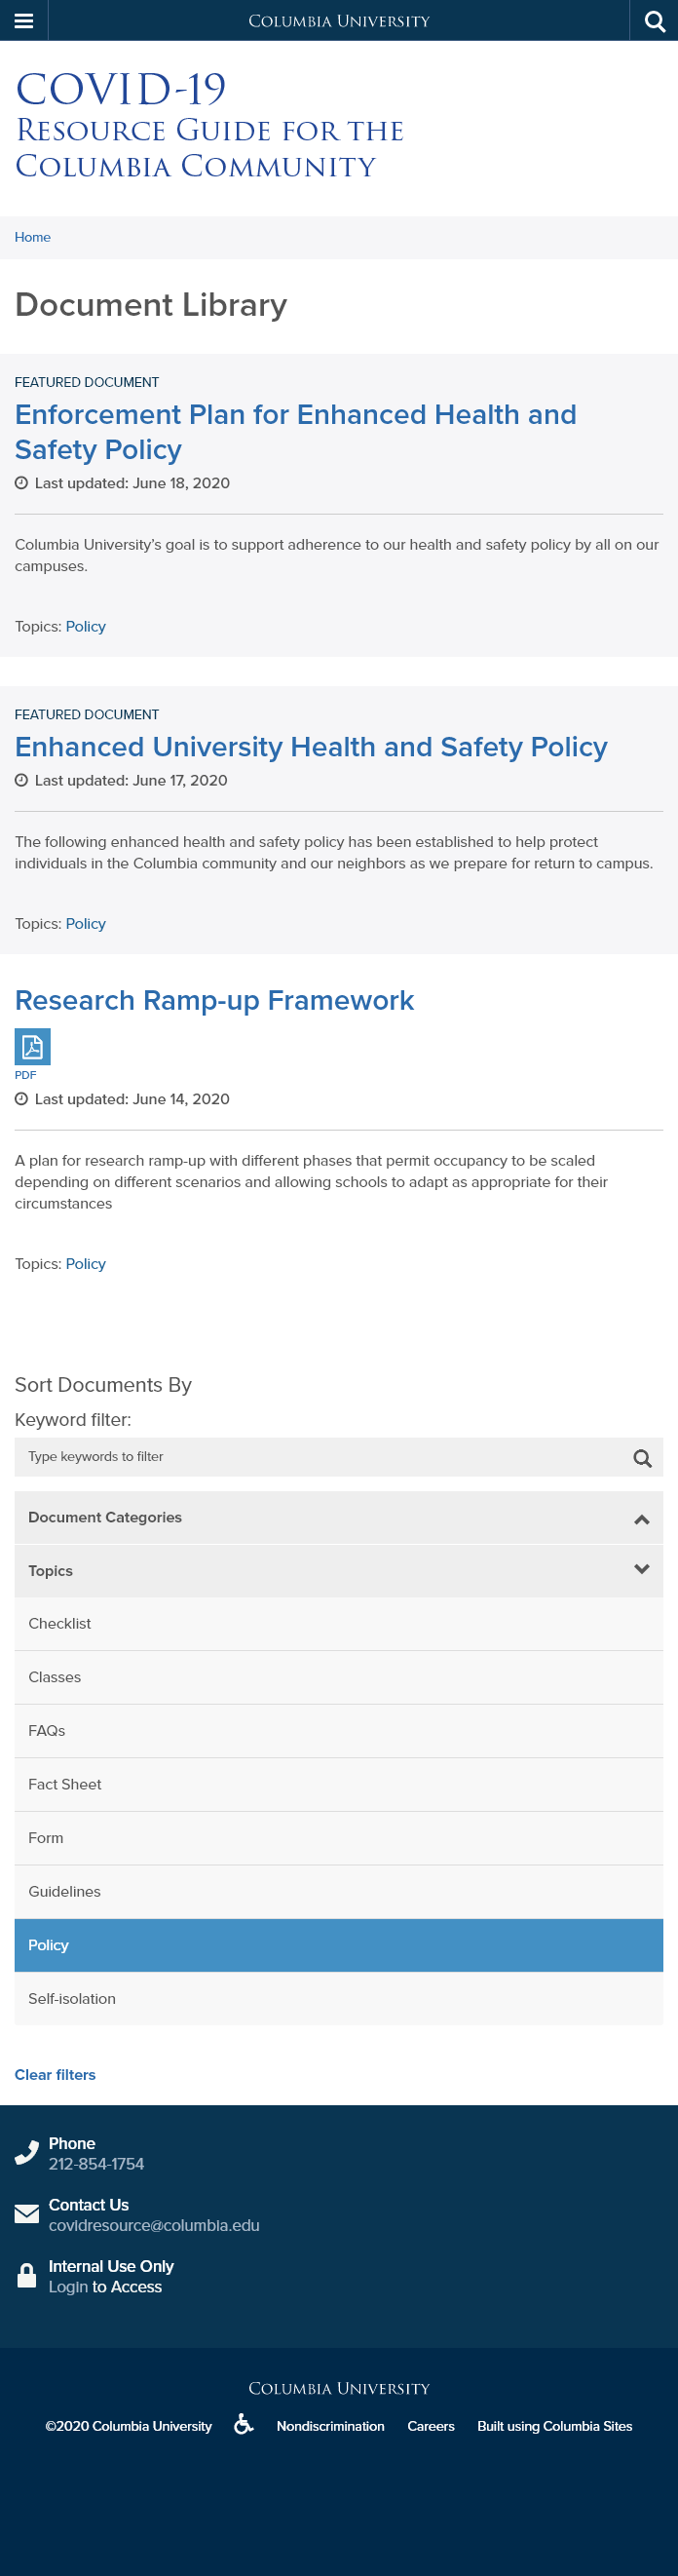 Columbia University
COVID-19
Resource Guide for the
Columbia Community
Home
Document Library
FEATURED DOCUMENT
Enforcement Plan for Enhanced Health and
Safety Policy
Last updated: June 18, 2020
Columbia University’s goal is to support adherence to our health and safety policy by all on our
campuses.
Topics: Policy
FEATURED DOCUMENT
Enhanced University Health and Safety Policy
Last updated: June 17, 2020
The following enhanced health and safety policy has been established to help protect
individuals in the Columbia community and our neighbors as we prepare for return to campus.
Topics: Policy
Research Ramp-up Framework
PDF
Last updated: June 14, 2020
A plan for research ramp-up with different phases that permit occupancy to be scaled
depending on different scenarios and allowing schools to adapt as appropriate for their
circumstances
Topics: Policy
Sort Documents By
Keyword filter:
Type keywords to filter
Document Categories
Topics
Checklist
Classes
FAQs
Fact Sheet
Form
Guidelines
Policy
Self-isolation
Clear filters
Phone
212-854-1754
Contact Us
covidresource@columbia.edu
Internal Use Only
Login to Access
Columbia University
©2020 Columbia University Nondiscrimination Careers Built using Columbia Sites